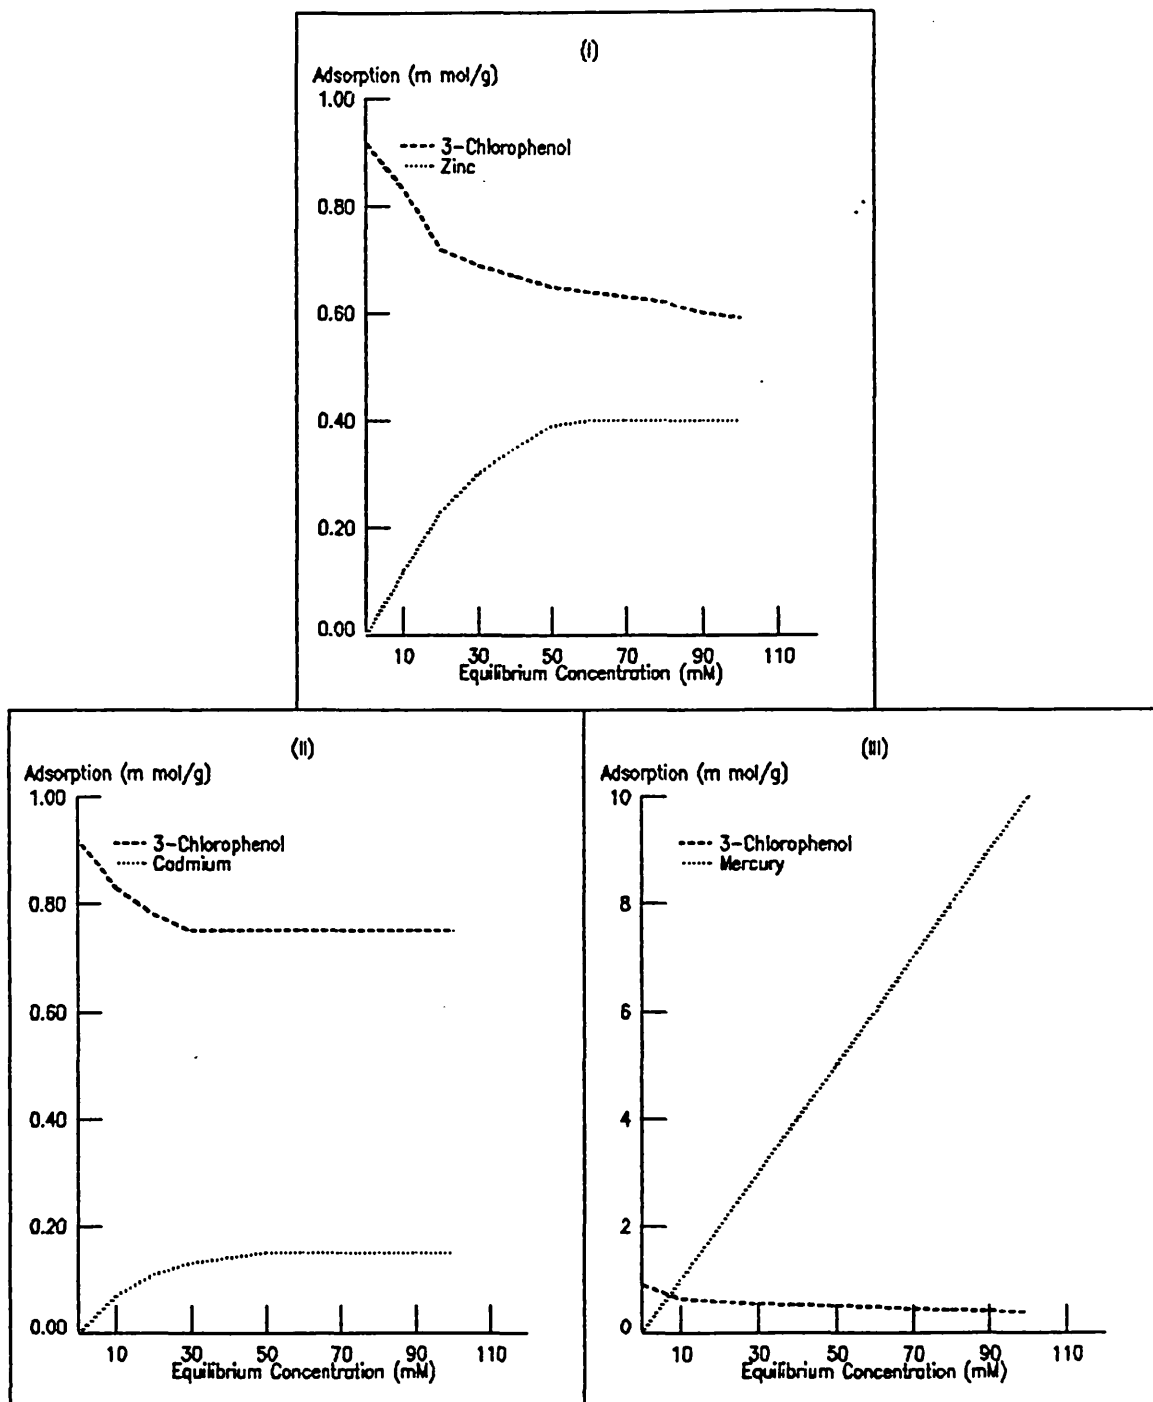 (I)
Adsorption (m mol/g)
1.00
3-Chlorophenol
Zinc
0.80
0.60
0.40
0.20
0.00
10 30 50 70 90 110
Equilibrium Concentration (mM)
(II)
Adsorption (m mol/g)
1.00
3-Chlorophenol
Cadmium
0.80
0.60
0.40
0.20
0.00
10 30 50 70 90 110
Equilibrium Concentration (mM)
(III)
Adsorption (m mol/g)
10
3-Chlorophenol
Mercury
8
6
4
2
0
10 30 50 70 90 110
Equilibrium Concentration (mM)